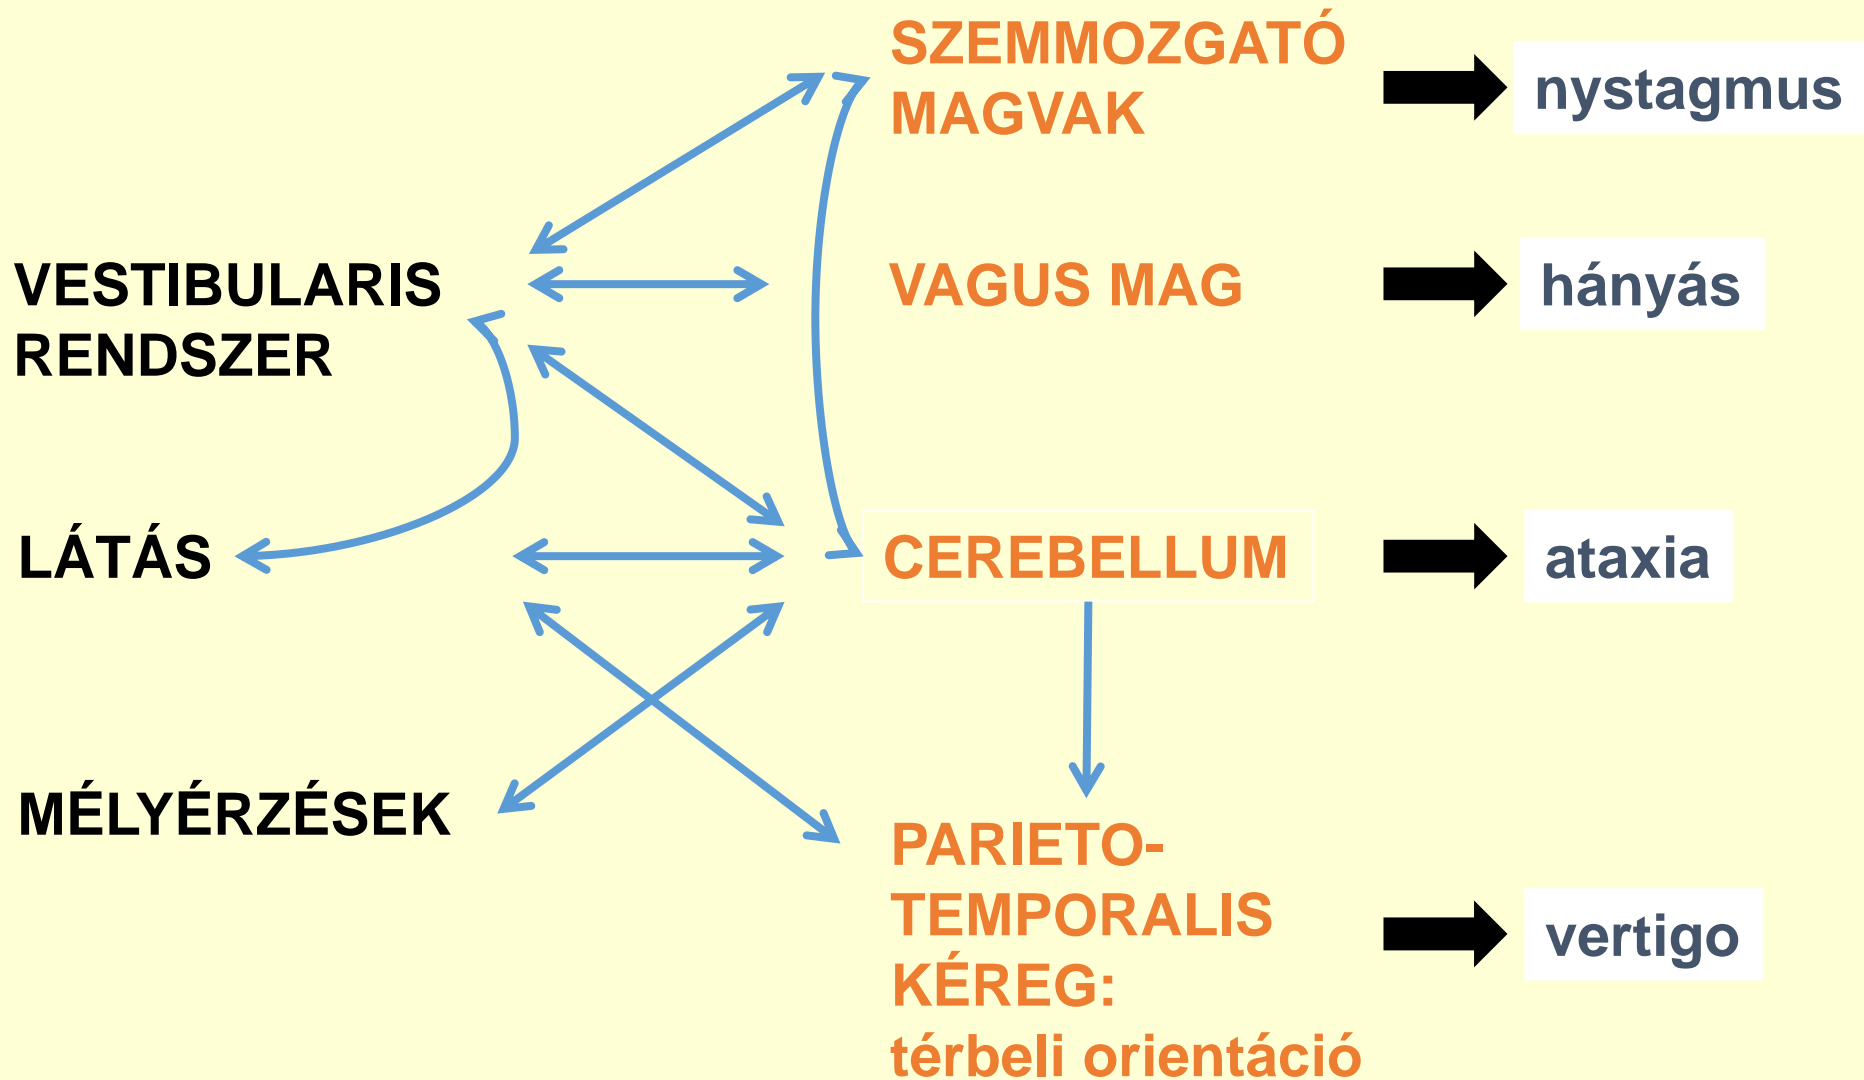 SZEMMOZGATÓ
MAGVAK
nystagmus
VESTIBULARIS
RENDSZER
VAGUS MAG
hányás
LÁTÁS
CEREBELLUM
ataxia
MÉLYÉRZÉSEK
PARIETO-
TEMPORALIS
KÉREG:
térbeli orientáció
vertigo